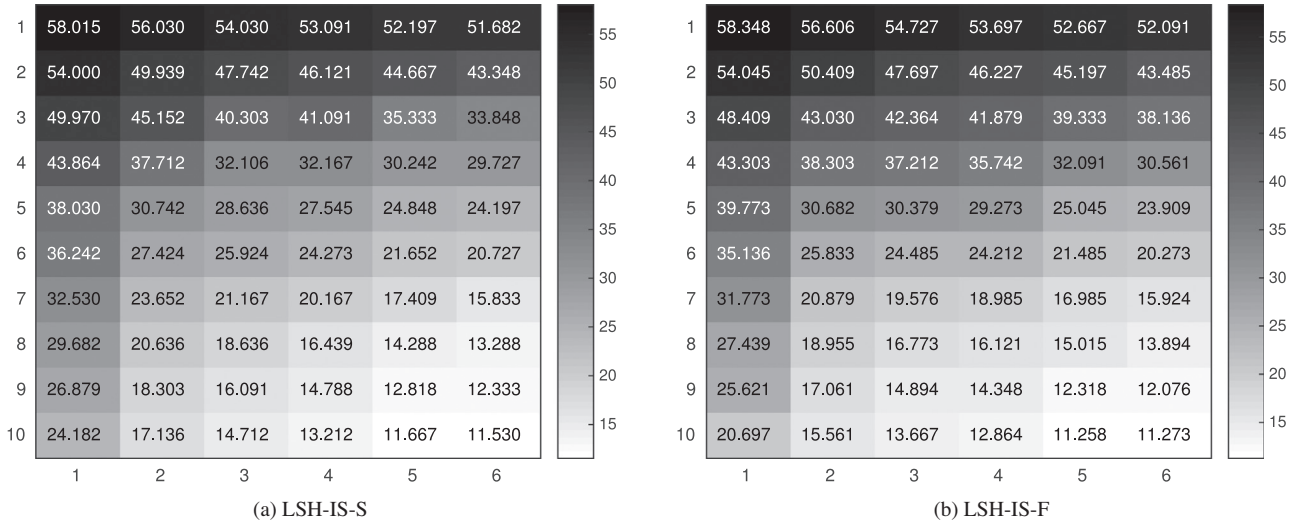 1 58.015 56.030 54.030 53.091 52.197 51.682
2 54.000 49.939 47.742 46.121 44.667 43.348
3 49.970 45.152 40.303 41.091 35.333 33.848
4 43.864 37.712 32.106 32.167 30.242 29.727
5 38.030 30.742 28.636 27.545 24.848 24.197
6 36.242 27.424 25.924 24.273 21.652 20.727
7 32.530 23.652 21.167 20.167 17.409 15.833
8 29.682 20.636 18.636 16.439 14.288 13.288
9 26.879 18.303 16.091 14.788 12.818 12.333
10 24.182 17.136 14.712 13.212 11.667 11.530
1 2 3 4 5 6
55
50
45
40
35
30
25
20
15
(a) LSH-IS-S
1 58.348 56.606 54.727 53.697 52.667 52.091
2 54.045 50.409 47.697 46.227 45.197 43.485
3 48.409 43.030 42.364 41.879 39.333 38.136
4 43.303 38.303 37.212 35.742 32.091 30.561
5 39.773 30.682 30.379 29.273 25.045 23.909
6 35.136 25.833 24.485 24.212 21.485 20.273
7 31.773 20.879 19.576 18.985 16.985 15.924
8 27.439 18.955 16.773 16.121 15.015 13.894
9 25.621 17.061 14.894 14.348 12.318 12.076
10 20.697 15.561 13.667 12.864 11.258 11.273
1 2 3 4 5 6
55
50
45
40
35
30
25
20
15
(b) LSH-IS-F